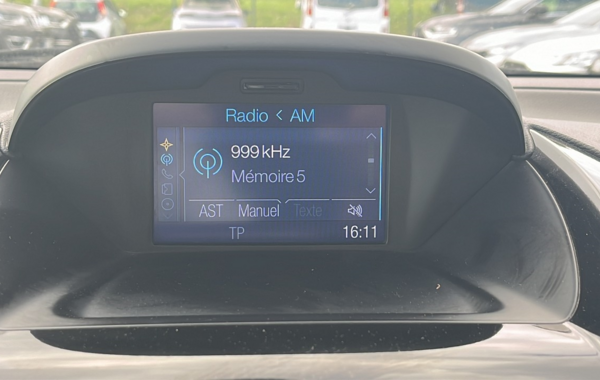 Radio < AM
999 kHz
Mémoire 5
AST Manuel Texte
TP 16:11